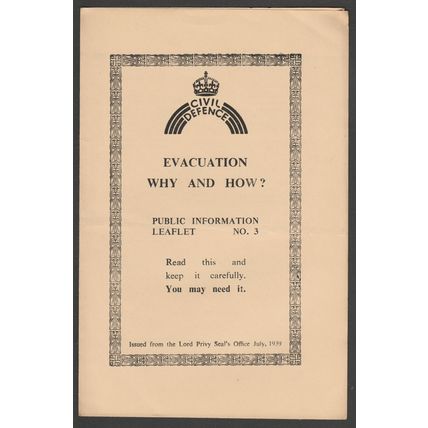 CIVIL
DEFENCE
EVACUATION
WHY AND HOW?
PUBLIC INFORMATION
LEAFLET NO. 3
Read this and
keep it carefully.
You may need it.
Issued from the Lord Privy Seal's Office July, 1939